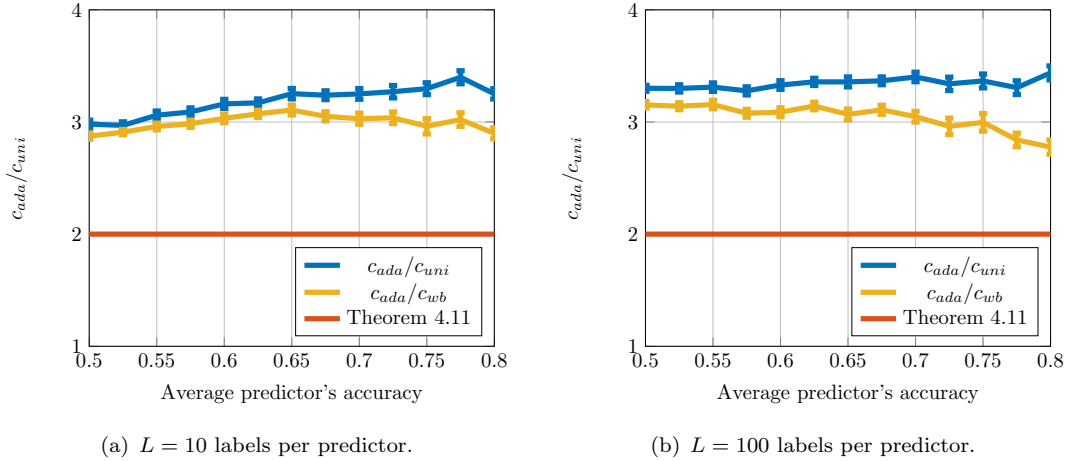 4
3
2
1
c_ada/c_uni
c_ada/c_uni
c_ada/c_wb
Theorem 4.11
0.5 0.55 0.6 0.65 0.7 0.75 0.8
Average predictor's accuracy
(a) L = 10 labels per predictor.
4
3
2
1
c_ada/c_uni
c_ada/c_uni
c_ada/c_wb
Theorem 4.11
0.5 0.55 0.6 0.65 0.7 0.75 0.8
Average predictor's accuracy
(b) L = 100 labels per predictor.